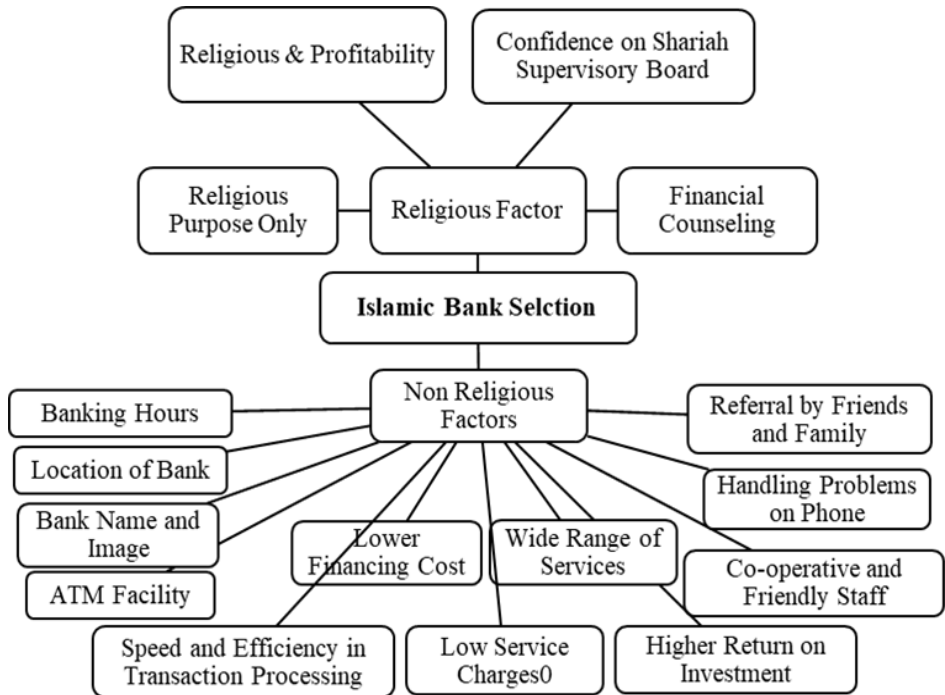 Religious & Profitability
Confidence on Shariah
Supervisory Board
Religious
Purpose Only
Religious Factor
Financial
Counseling
Islamic Bank Selction
Non Religious
Factors
Banking Hours
Location of Bank
Bank Name and
Image
ATM Facility
Lower
Financing Cost
Wide Range of
Services
Referral by Friends
and Family
Handling Problems
on Phone
Co-operative and
Friendly Staff
Speed and Efficiency in
Transaction Processing
Low Service
Charges0
Higher Return on
Investment